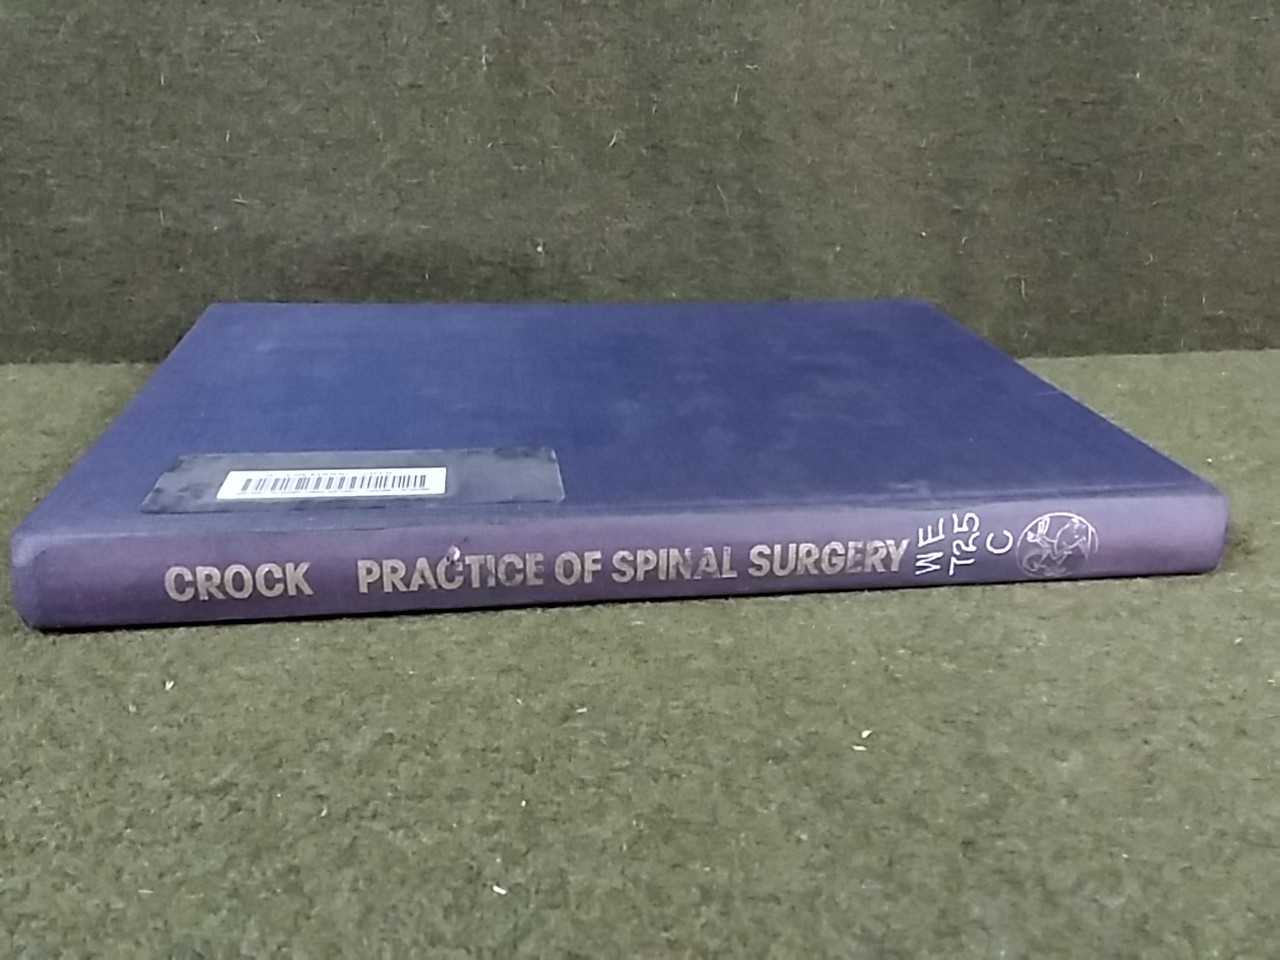 CROCK PRACTICE OF SPINAL SURGERY
WE
725
C